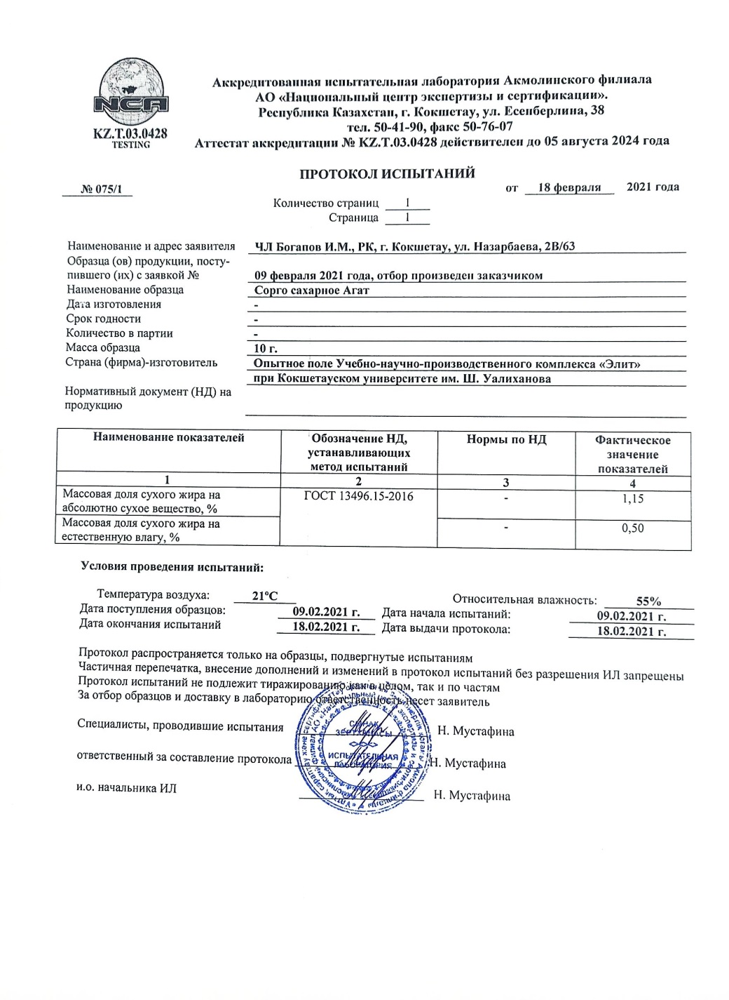 NCA
KZ.T.03.0428
TESTING
Аккредитованная испытательная лаборатория Акмолинского филиала
АО «Национальный центр экспертизы и сертификации».
Республика Казахстан, г. Кокшетау, ул. Есенберлина, 38
тел. 50-41-90, факс 50-76-07
Аттестат аккредитации № KZ.T.03.0428 действителен до 05 августа 2024 года
ПРОТОКОЛ ИСПЫТАНИЙ
№ 075/1 от 18 февраля 2021 года
Количество страниц 1
Страница 1
Наименование и адрес заявителя ЧЛ Богапов И.М., РК, г. Кокшетау, ул. Назарбаева, 2В/63
Образца (ов) продукции, посту-
пившего (их) с заявкой № 09 февраля 2021 года, отбор произведен заказчиком
Наименование образца Сорго сахарное Агат
Дата изготовления -
Срок годности -
Количество в партии -
Масса образца 10 г.
Страна (фирма)-изготовитель Опытное поле Учебно-научно-производственного комплекса «Элит»
при Кокшетауском университете им. Ш. Уалиханова
Нормативный документ (НД) на
продукцию
Наименование показателей Обозначение НД, Нормы по НД Фактическое
устанавливающих значение
метод испытаний показателей
1 2 3 4
Массовая доля сухого жира на ГОСТ 13496.15-2016 - 1,15
абсолютно сухое вещество, %
Массовая доля сухого жира на - 0,50
естественную влагу, %
Условия проведения испытаний:
Температура воздуха: 21ºС Относительная влажность: 55%
Дата поступления образцов: 09.02.2021 г. Дата начала испытаний: 09.02.2021 г.
Дата окончания испытаний 18.02.2021 г. Дата выдачи протокола: 18.02.2021 г.
Протокол распространяется только на образцы, подвергнутые испытаниям
Частичная перепечатка, внесение дополнений и изменений в протокол испытаний без разрешения ИЛ запрещены
Протокол испытаний не подлежит тиражированию как в целом, так и по частям
За отбор образцов и доставку в лабораторию ответственность несет заявитель
Специалисты, проводившие испытания Н. Мустафина
ответственный за составление протокола Н. Мустафина
и.о. начальника ИЛ Н. Мустафина
СЫНАҚ
ЗЕРТХАНАСЫ
ИСПЫТАТЕЛЬНАЯ
ЛАБОРАТОРИЯ